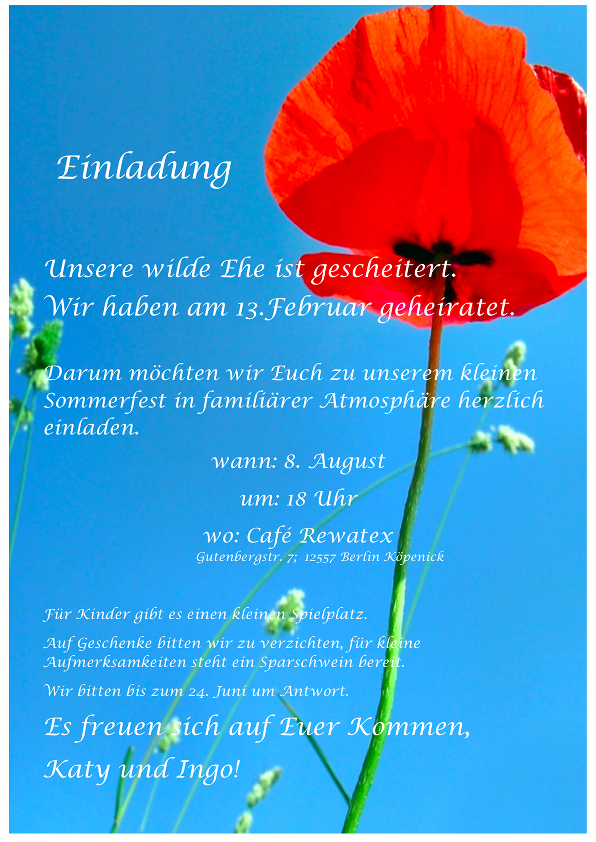 Einladung
Unsere wilde Ehe ist gescheitert.
Wir haben am 13.Februar geheiratet.
Darum möchten wir Euch zu unserem kleinen
Sommerfest in familiärer Atmosphäre herzlich
einladen.
wann: 8. August
um: 18 Uhr
wo: Café Rewatex
Gutenbergstr. 7; 12557 Berlin Köpenick
Für Kinder gibt es einen kleinen Spielplatz.
Auf Geschenke bitten wir zu verzichten, für kleine
Aufmerksamkeiten steht ein Sparschwein bereit.
Wir bitten bis zum 24. Juni um Antwort.
Es freuen sich auf Euer Kommen,
Katy und Ingo!